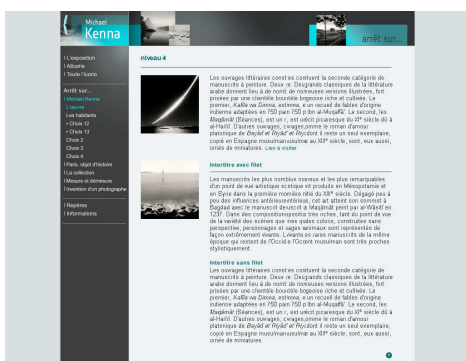 Michael
Kenna
arrêt sur...
| L'exposition
| Albums
| Toute l'icono
Arrêt sur...
| Michael Kenna
L'œuvre
Les habitants
• Choix 12
• Choix 13
Choix 2
Choix 3
Choix 4
| Paris, objet d'histoire
| La collection
| Mesure et démesure
| Invention d'un photographe
| Repères
| Informations
niveau 4
Les ouvrages littéraires constituent la seconde catégorie de
manuscrits à peinture. Deux grands classiques de la littérature
arabe donnent lieu à de nombreuses versions illustrées, fort
prisées par une clientèle bourgeoise riche et cultivée. Le
premier, Kalîla wa Dimna, est un recueil de fables d'origine
indienne adaptées en 750 par Ibn al-Muqaffa'. Le second, les
Maqâmât (Séances), est un récit picaresque du XIe siècle dû à
al-Harîrî. D'autres ouvrages, comme le roman d'amour
platonique de Bayâd et Riyâd dont il reste un seul exemplaire,
copié en Espagne musulmane au XIIIe siècle, sont, eux aussi,
ornés de miniatures. Lien à éviter
Intertitre avec filet
Les manuscrits les plus nombreux et les plus remarquables
d'un point de vue artistique sont produits en Mésopotamie et
en Syrie dans la première moitié du XIIIe siècle. Dégagé peu à
peu des influences antérieures, cet art atteint son sommet à
Bagdad avec le manuscrit des Maqâmât peint par al-Wâsitî en
1237. Dans des compositions très riches, tant du point de vue
de la variété des scènes que des coloris, construites sans
perspective, personnages et animaux sont représentés de
façon extrêmement vivante. Les rares manuscrits de la même
époque qui restent de l'Occident musulman sont très proches
stylistiquement.
Intertitre sans filet
Les ouvrages littéraires constituent la seconde catégorie de
manuscrits à peinture. Deux grands classiques de la littérature
arabe donnent lieu à de nombreuses versions illustrées, fort
prisées par une clientèle bourgeoise riche et cultivée. Le
premier, Kalîla wa Dimna, est un recueil de fables d'origine
indienne adaptées en 750 par Ibn al-Muqaffa'. Le second, les
Maqâmât (Séances), est un récit picaresque du XIe siècle dû à
al-Harîrî. D'autres ouvrages, comme le roman d'amour
platonique de Bayâd et Riyâd dont il reste un seul exemplaire,
copié en Espagne musulmane au XIIIe siècle, sont, eux aussi,
ornés de miniatures.